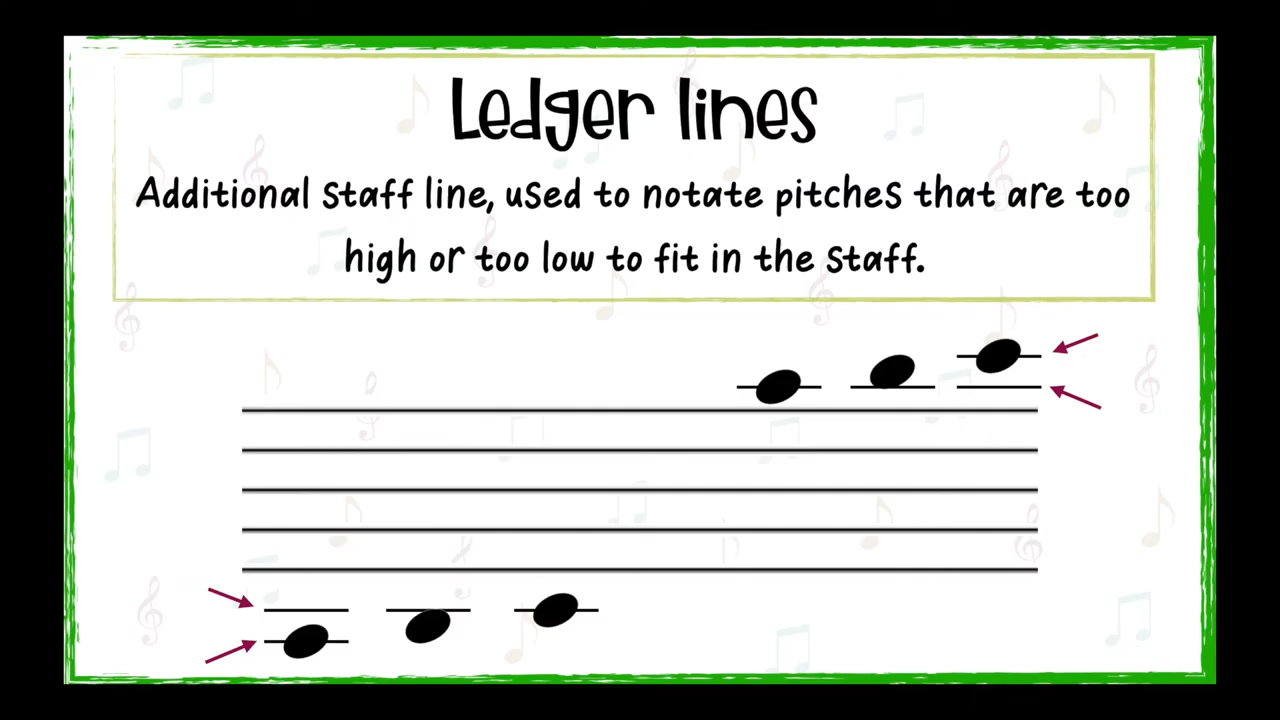 Ledger lines
Additional staff line, used to notate pitches that are too
high or too low to fit in the staff.